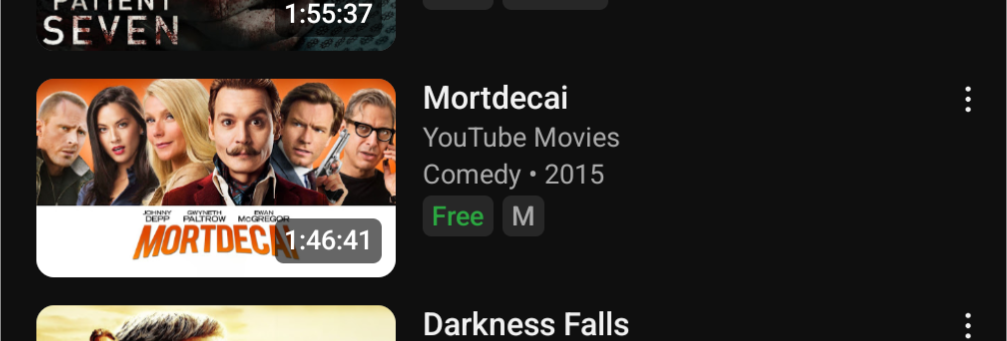 PATIENT
SEVEN
1:55:37
Mortdecai
YouTube Movies
Comedy • 2015
Free
M
JOHNNY DEPP
GWYNETH PALTROW
EWAN McGREGOR
MORTDECAI
1:46:41
Darkness Falls